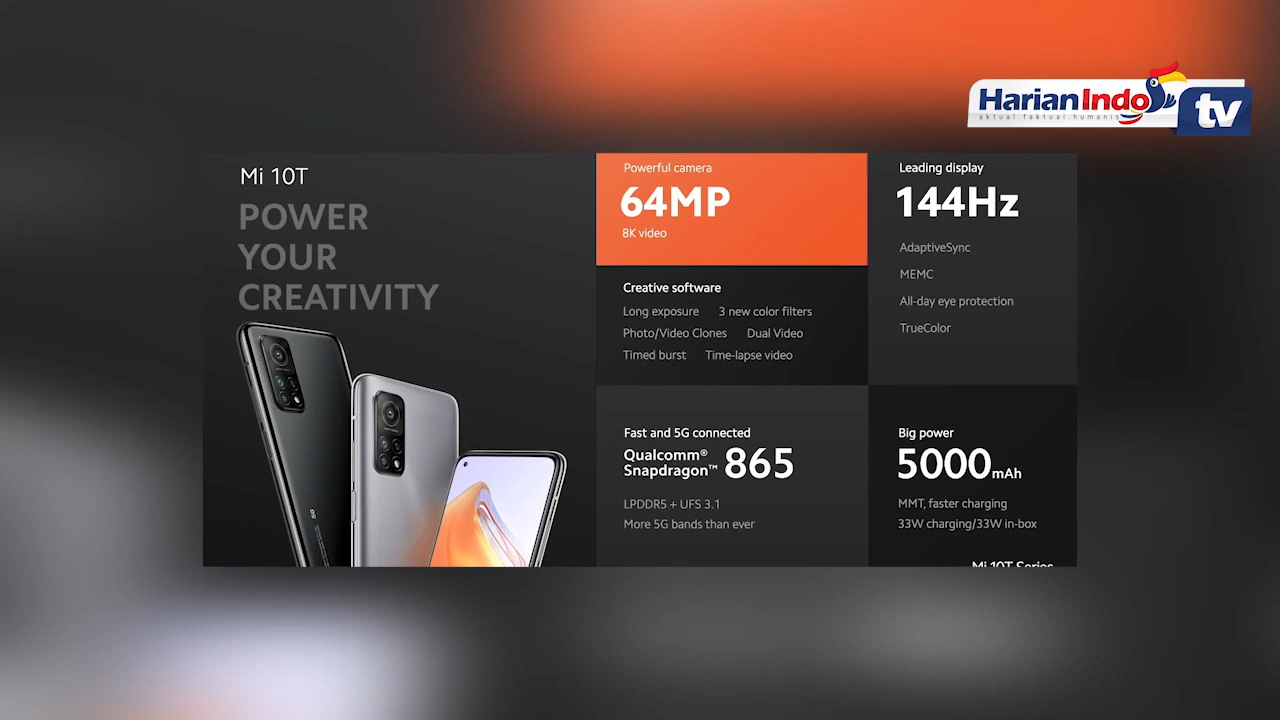 HarianIndo tv
aktual.faktual.humanis
Mi 10T
POWER
YOUR
CREATIVITY
Powerful camera
64MP
8K video
Creative software
Long exposure 3 new color filters
Photo/Video Clones Dual Video
Timed burst Time-lapse video
Leading display
144Hz
AdaptiveSync
MEMC
All-day eye protection
TrueColor
Fast and 5G connected
Qualcomm®
Snapdragon™ 865
LPDDR5 + UFS 3.1
More 5G bands than ever
Big power
5000mAh
MMT, faster charging
33W charging/33W in-box
Mi 10T Series